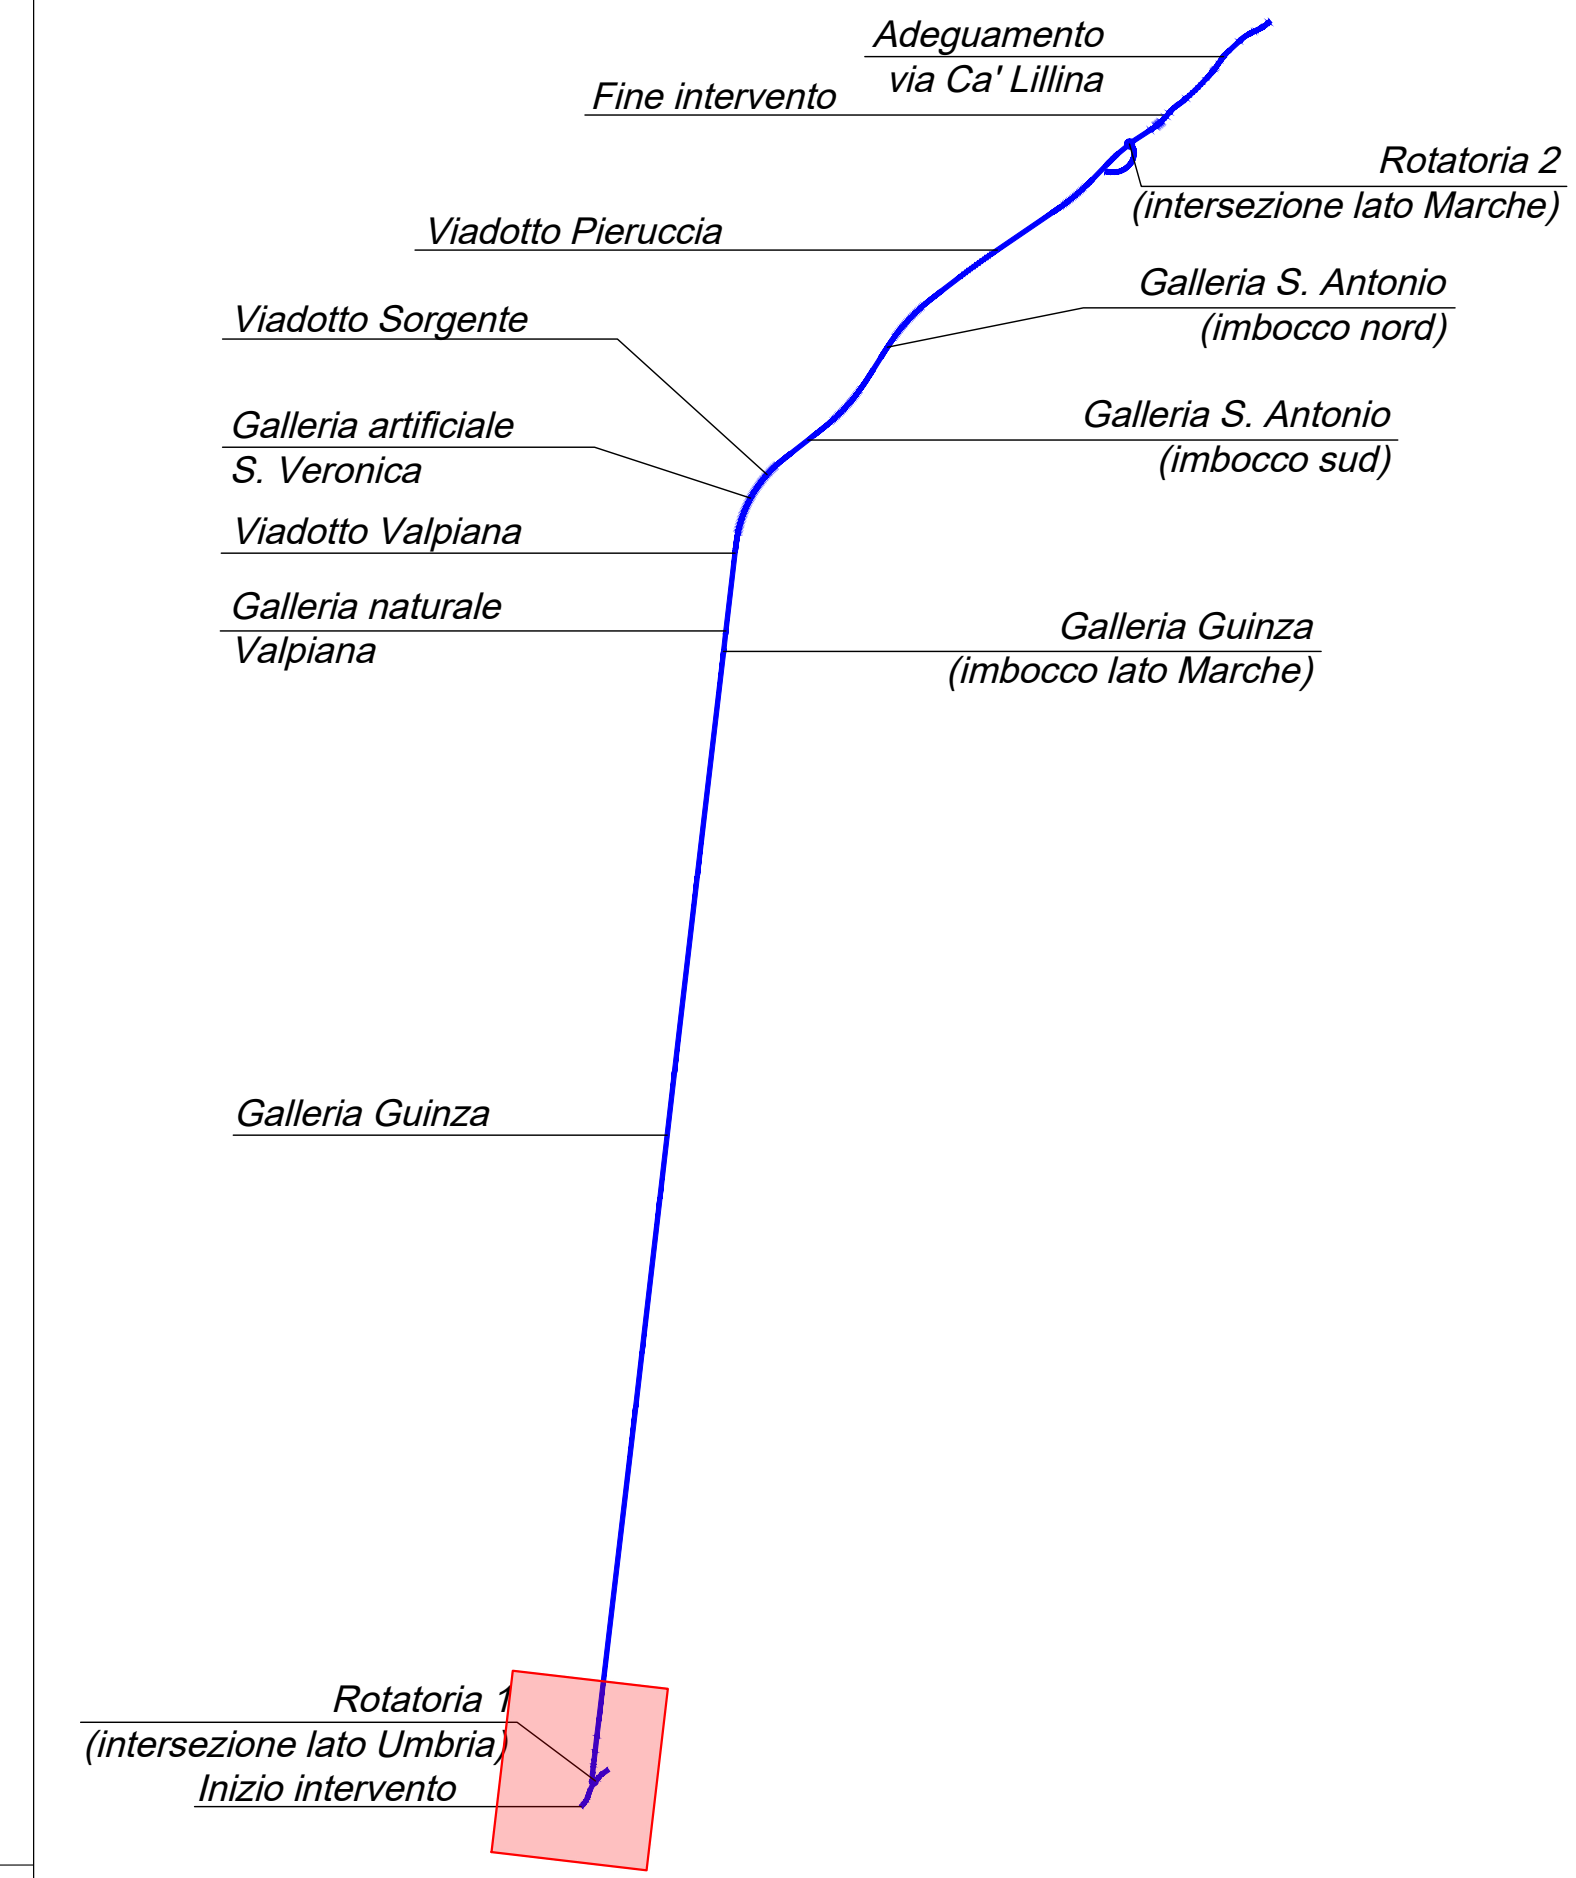 Adeguamento
via Ca' Lillina
Fine intervento
Rotatoria 2
(intersezione lato Marche)
Viadotto Pieruccia
Galleria S. Antonio
(imbocco nord)
Viadotto Sorgente
Galleria S. Antonio
(imbocco sud)
Galleria artificiale
S. Veronica
Viadotto Valpiana
Galleria naturale
Valpiana
Galleria Guinza
(imbocco lato Marche)
Galleria Guinza
Rotatoria 1
(intersezione lato Umbria)
Inizio intervento